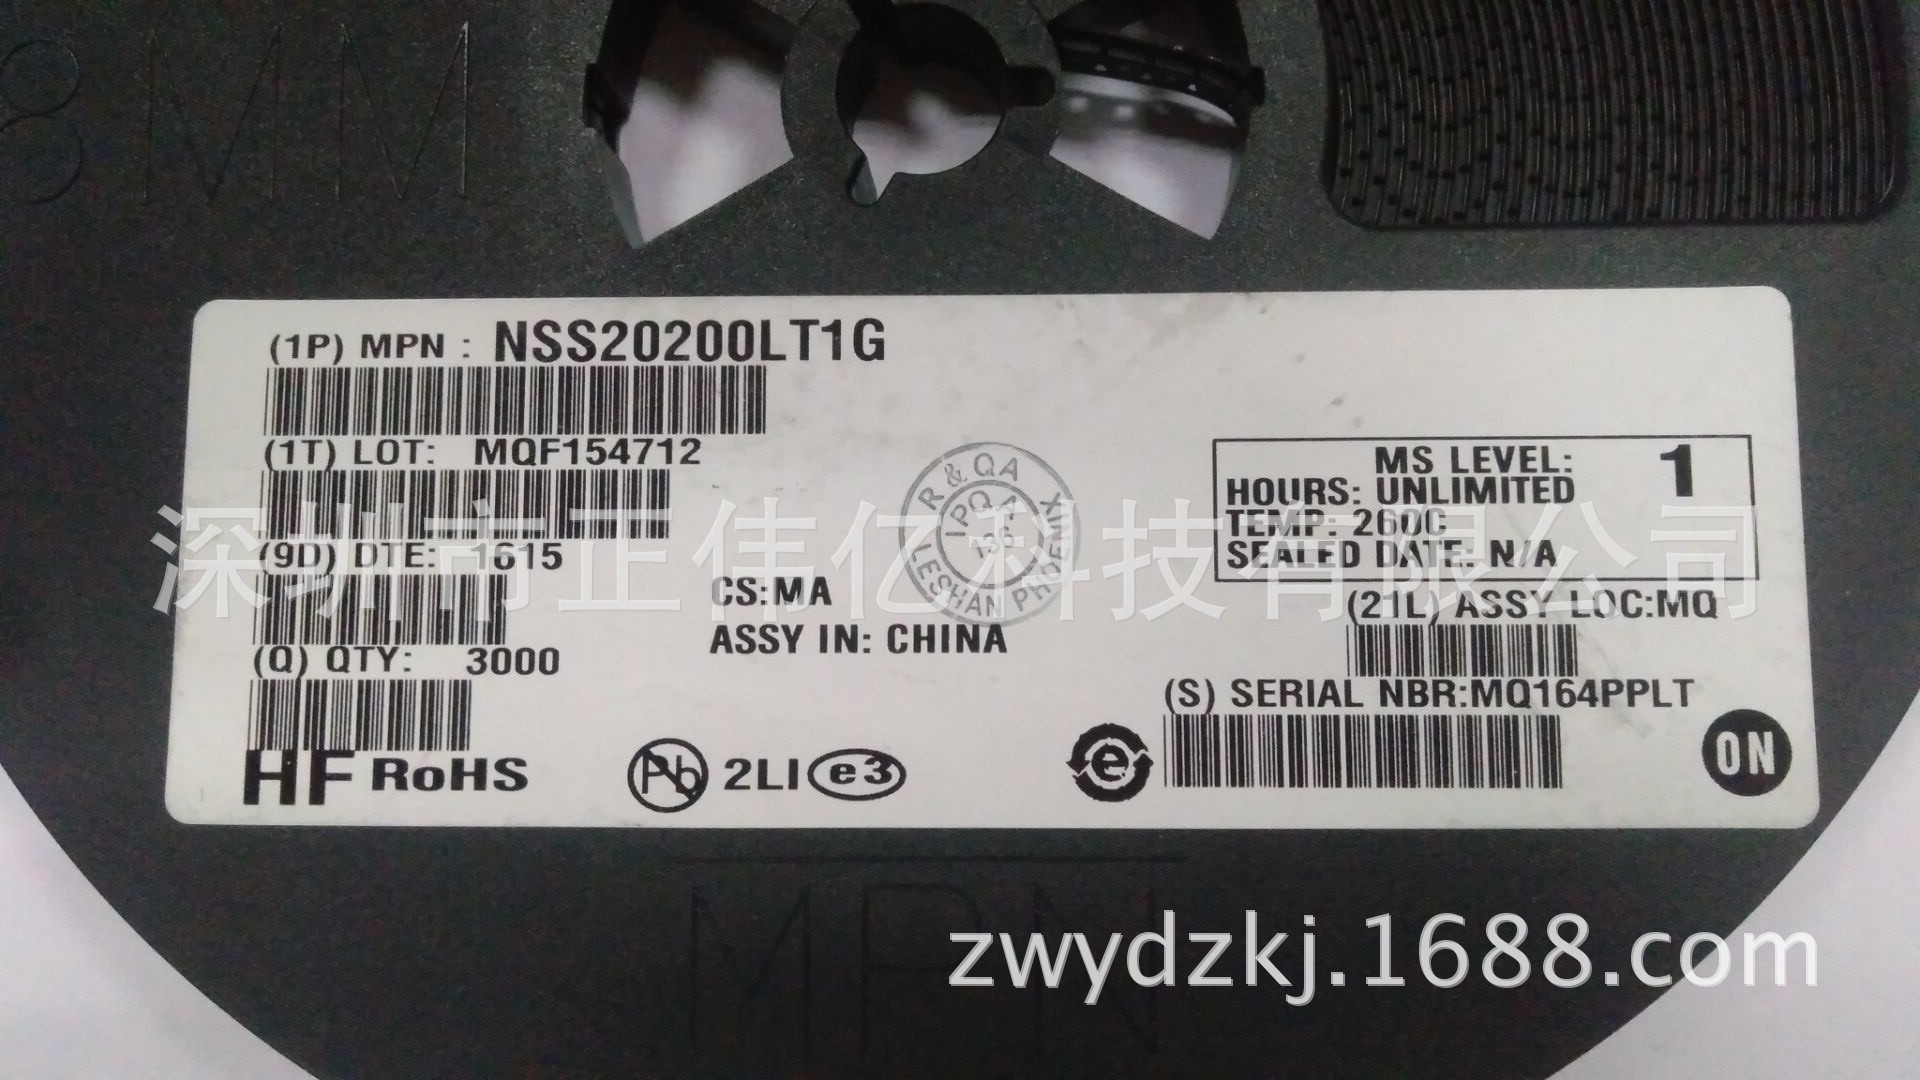 8MM
(1P) MPN : NSS20200LT1G
(1T) LOT: MQF154712
(9D) DTE: 1615
(Q) QTY: 3000
HF RoHS
Pb 2LI e3
CS:MA
ASSY IN: CHINA
R & QA
IPQA
136
LESHAN PHOENIX
MS LEVEL: 1
HOURS: UNLIMITED
TEMP: 260C
SEALED DATE: N/A
(21L) ASSY LOC:MQ
(S) SERIAL NBR:MQ164PPLT
e
ON
深圳市正伟亿科技有限公司
MPN
zwydzkj.1688.com